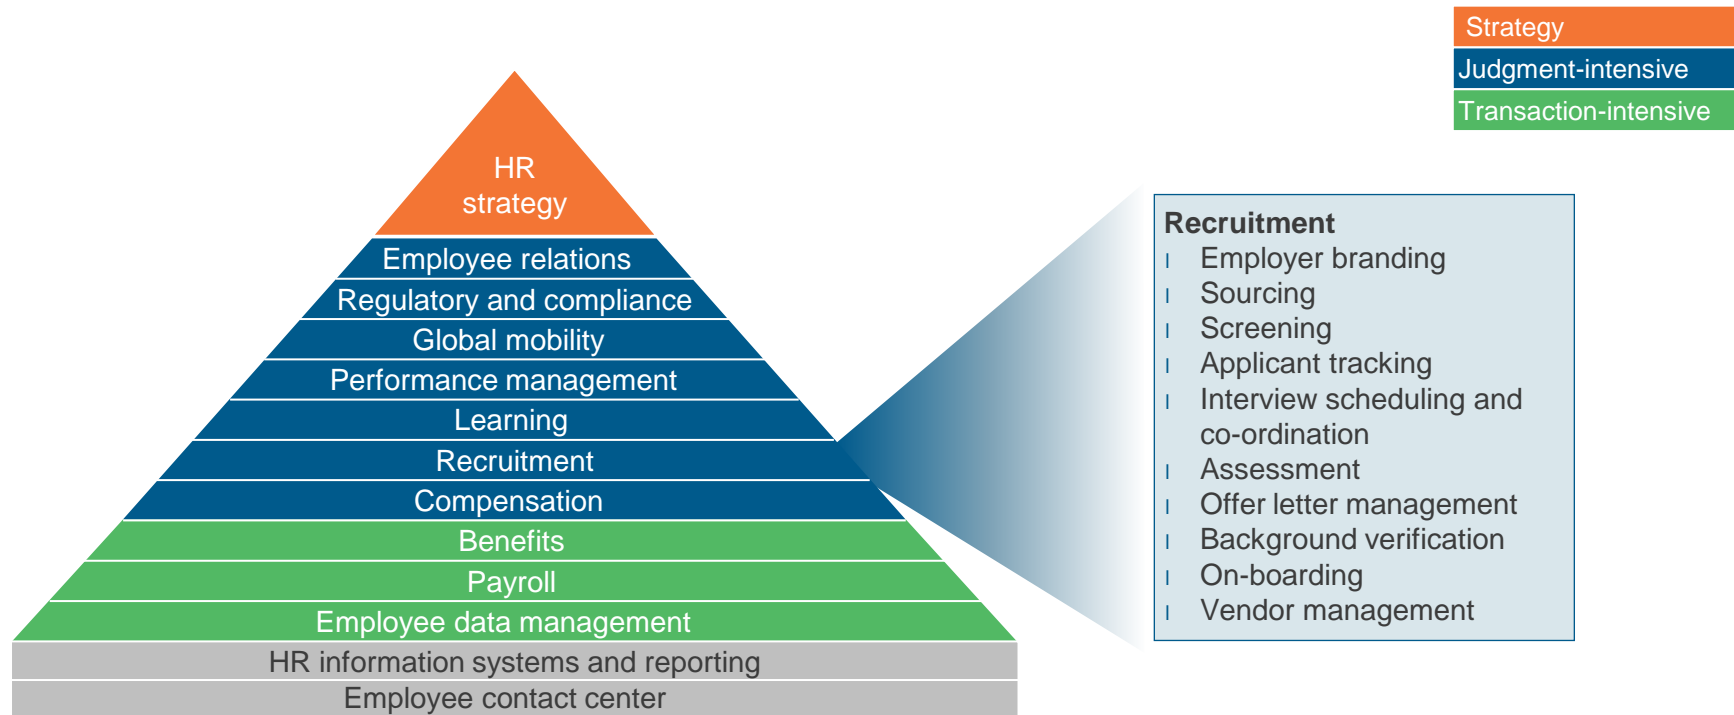 Strategy
Judgment-intensive
Transaction-intensive
HR
strategy
Employee relations
Regulatory and compliance
Global mobility
Performance management
Learning
Recruitment
Compensation
Benefits
Payroll
Employee data management
HR information systems and reporting
Employee contact center
Recruitment
l Employer branding
l Sourcing
l Screening
l Applicant tracking
l Interview scheduling and
co-ordination
l Assessment
l Offer letter management
l Background verification
l On-boarding
l Vendor management